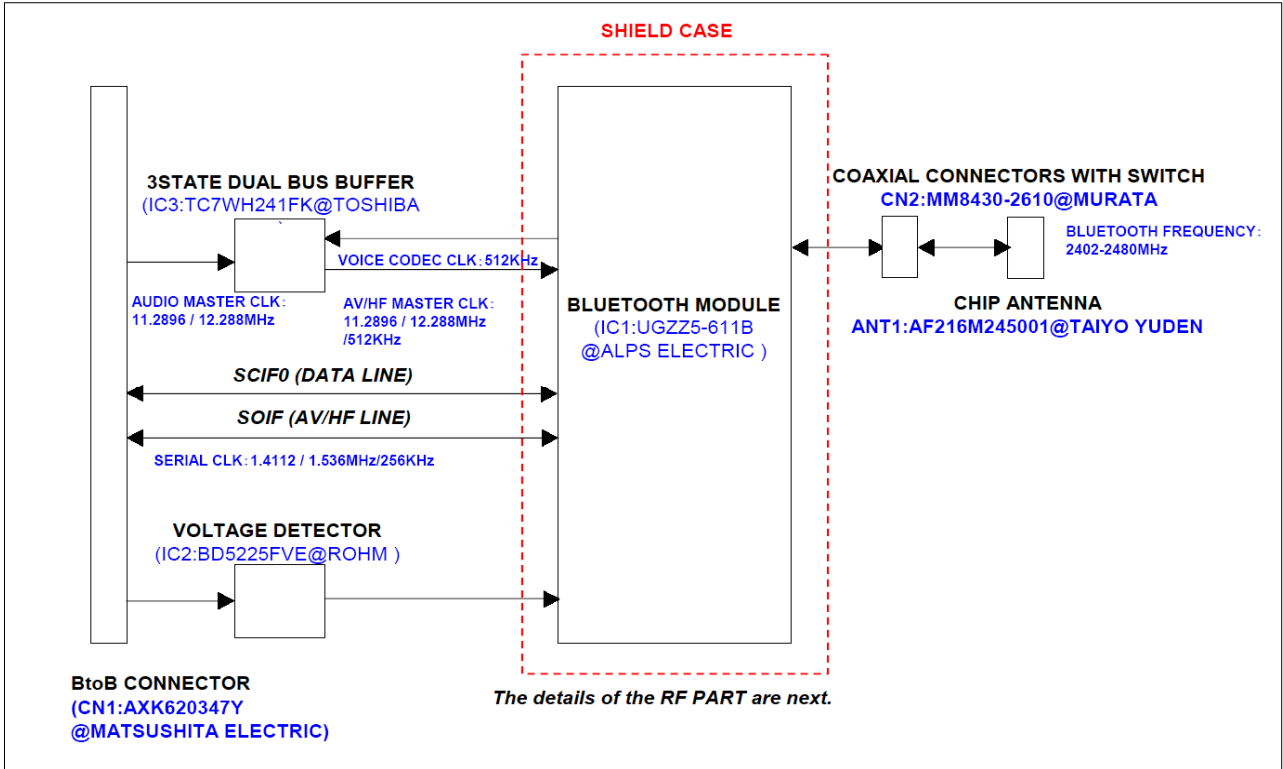 SHIELD CASE
3STATE DUAL BUS BUFFER
(IC3:TC7WH241FK@TOSHIBA
`
VOICE CODEC CLK:512KHz
AUDIO MASTER CLK:
11.2896 / 12.288MHz
AV/HF MASTER CLK:
11.2896 / 12.288MHz
/512KHz
SCIF0 (DATA LINE)
SOIF (AV/HF LINE)
SERIAL CLK:1.4112 / 1.536MHz/256KHz
VOLTAGE DETECTOR
(IC2:BD5225FVE@ROHM )
BtoB CONNECTOR
(CN1:AXK620347Y
@MATSUSHITA ELECTRIC)
BLUETOOTH MODULE
(IC1:UGZZ5-611B
@ALPS ELECTRIC )
The details of the RF PART are next.
COAXIAL CONNECTORS WITH SWITCH
CN2:MM8430-2610@MURATA
BLUETOOTH FREQUENCY:
2402-2480MHz
CHIP ANTENNA
ANT1:AF216M245001@TAIYO YUDEN